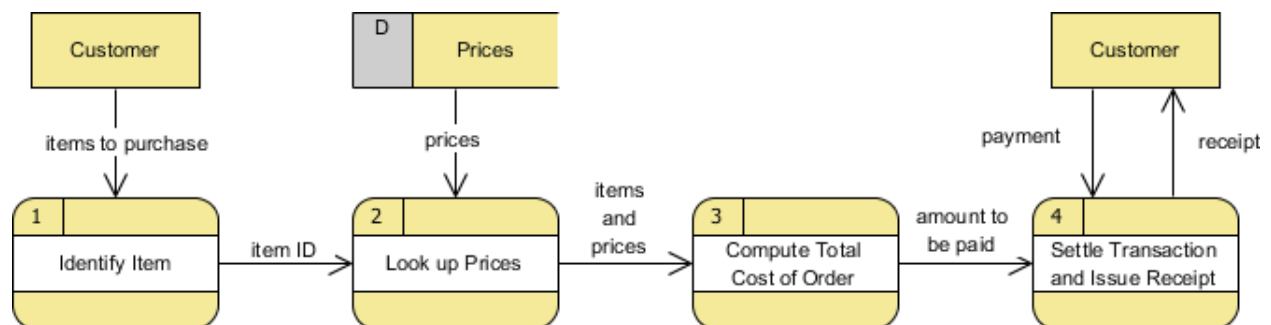 Customer
D
Prices
Customer
items to purchase
prices
payment
receipt
1
Identify Item
item ID
2
Look up Prices
items
and
prices
3
Compute Total
Cost of Order
amount to
be paid
4
Settle Transaction
and Issue Receipt